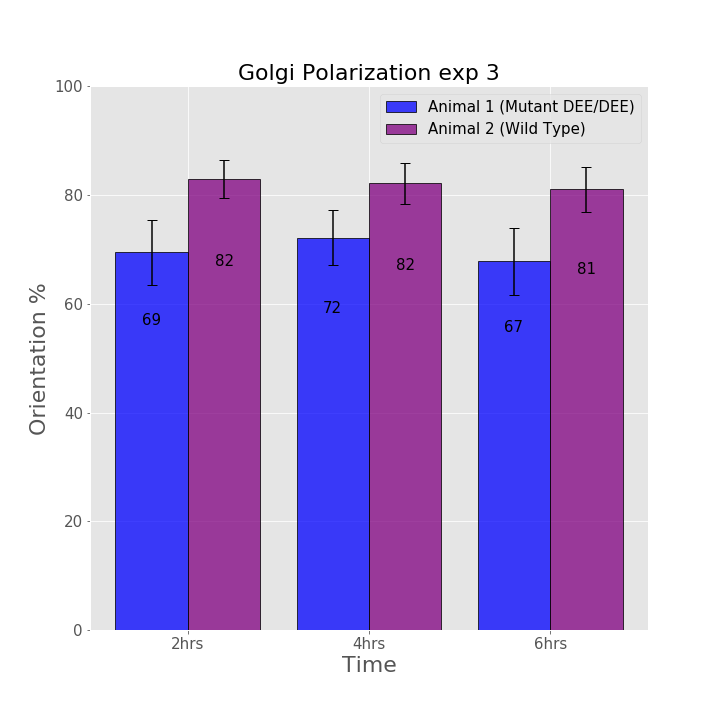 Golgi Polarization exp 3
Animal 1 (Mutant DEE/DEE)
Animal 2 (Wild Type)
Orientation %
100
80
60
40
20
0
69
82
72
82
67
81
2hrs
4hrs
6hrs
Time